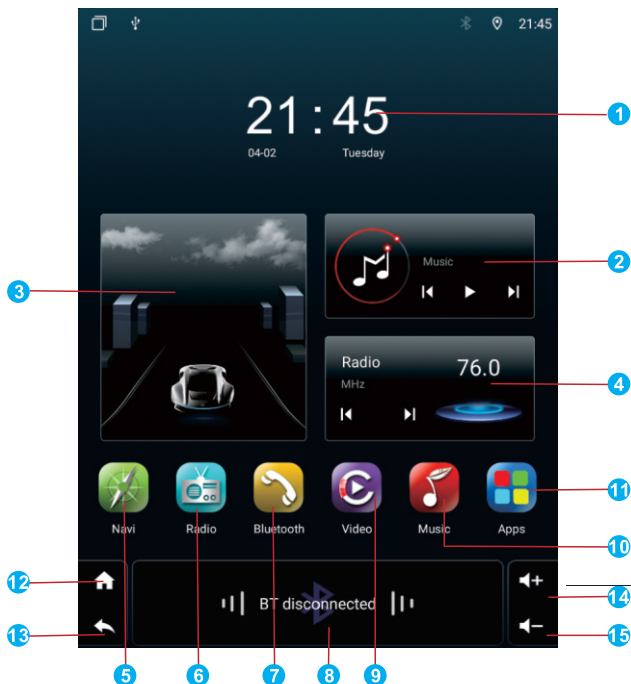 21:45
21:45
1
04-02 Tuesday
Music
2
3
Radio
MHz
76.0
4
Navi Radio Bluetooth Video Music Apps
11
10
12
BT disconnected
14
13
15
5 6 7 8 9